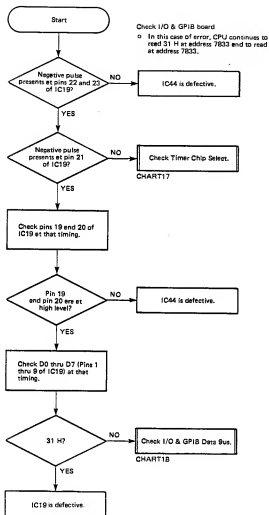 Start
Check I/O & GPIB board
o In this case of error, CPU continues to
read 31 H at address 7833 end to read
at address 7833.
Negative pulse
presents at pins 22 and 23
of IC19?
NO
IC44 is defective.
YES
Negative pulse
presents at pin 21
of IC19?
NO
Check Timer Chip Select.
CHART17
YES
Check pins 19 end 20 of
IC19 at that timing.
Pin 19
end pin 20 are at
high level?
NO
IC44 is defective.
YES
Check D0 thru D7 (Pins 1
thru 9 of IC19) at that
timing.
31 H?
NO
Check I/O & GPIB Data 9us.
CHART1B
YES
IC19 is defective.